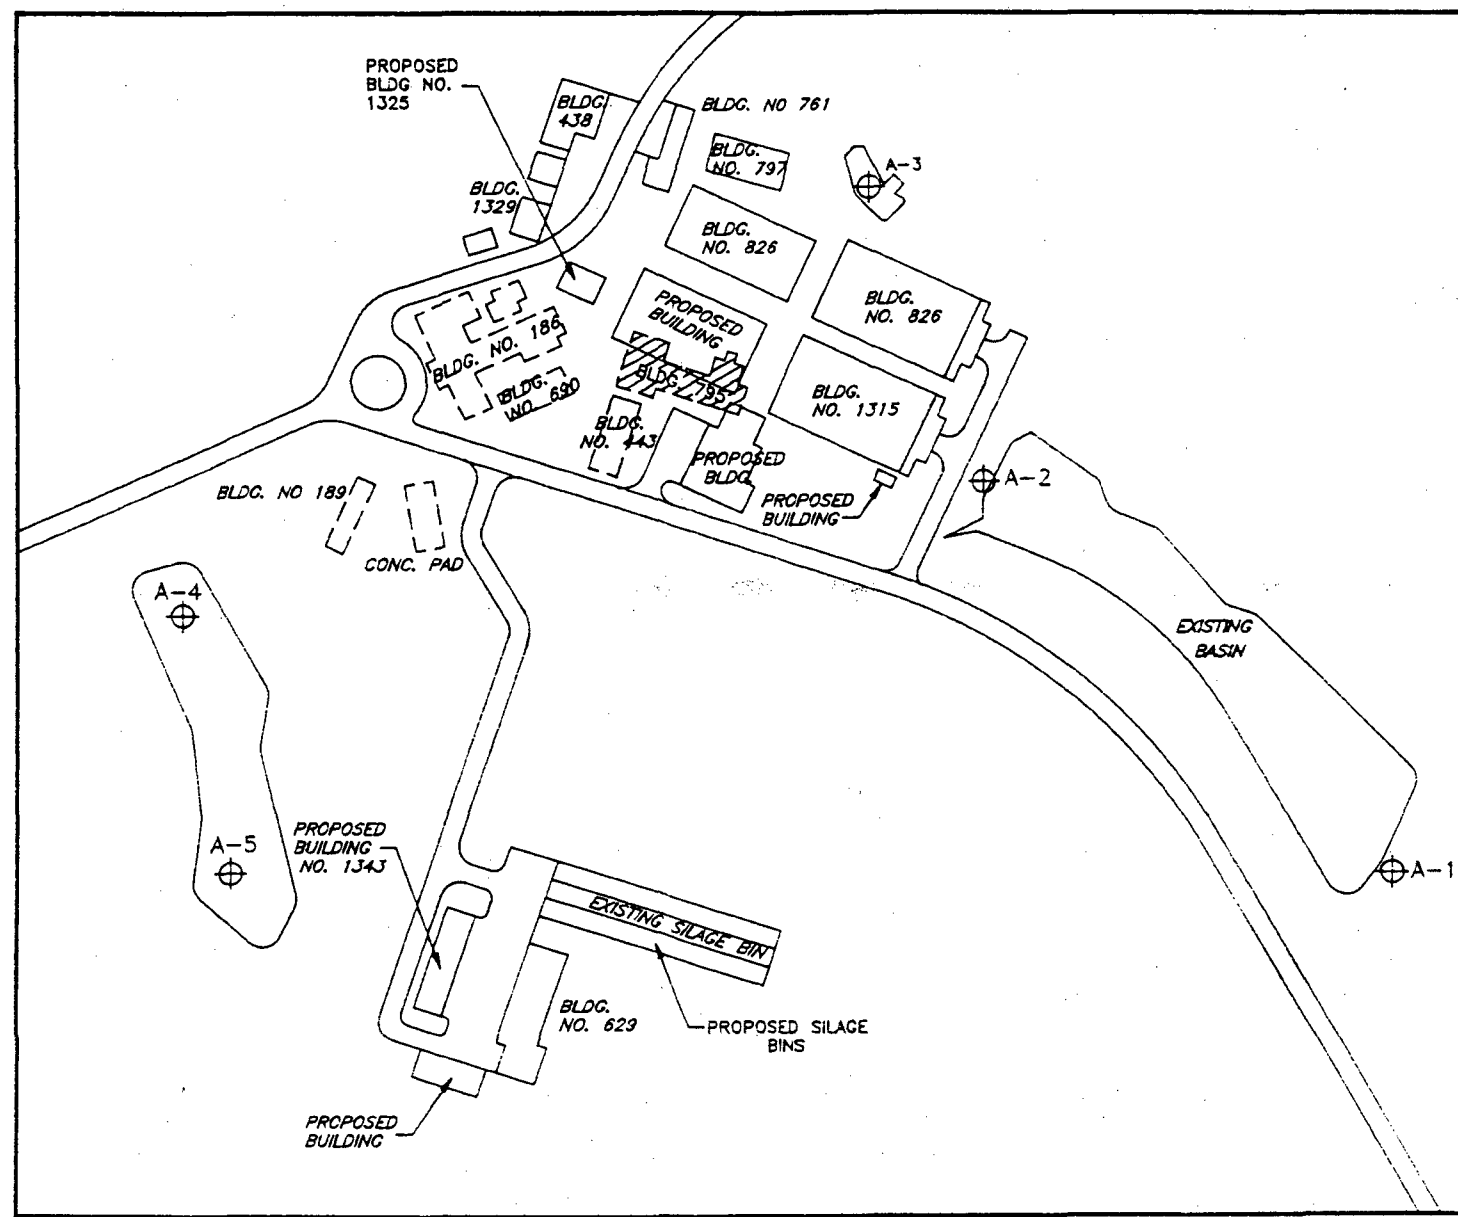 PROPOSED
BLDG NO.
1325
BLDG.
438
BLDG. NO 761
BLDG.
NO. 797
A-3
BLDG.
1329
BLDG.
NO. 826
BLDG.
NO. 826
PROPOSED
BUILDING
BLDG. NO. 186
BLDG.
NO. 690
BLDG. 795
BLDG.
NO. 1315
BLDG.
NO. 443
PROPOSED
BLDG.
PROPOSED
BUILDING
A-2
BLDG. NO 189
CONC. PAD
A-4
EXISTING
BASIN
A-5
PROPOSED
BUILDING
NO. 1343
A-1
EXISTING SILAGE BIN
BLDG.
NO. 629
PROPOSED SILAGE
BINS
PROPOSED
BUILDING